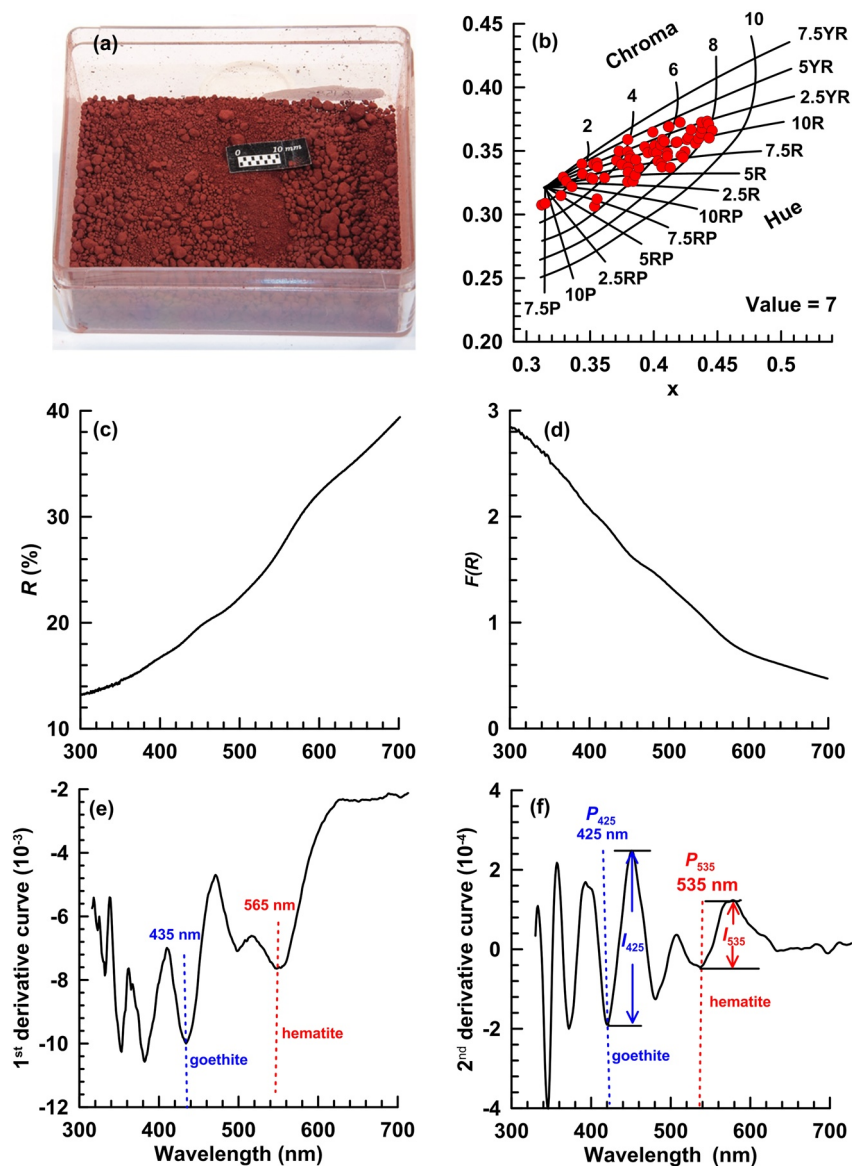 (a)
0 10 mm
(b)
Chroma
2
4
6
8
10
7.5YR
5YR
2.5YR
10R
7.5R
5R
2.5R
10RP
7.5RP
5RP
2.5RP
10P
7.5P
Hue
Value = 7
0.45
0.40
0.35
0.30
0.25
0.20
0.3 0.35 0.4 0.45 0.5
x
(c)
40
30
20
10
R (%)
300 400 500 600 700
(d)
3
2
1
0
F(R)
300 400 500 600 700
(e)
-2
-4
-6
-8
-10
-12
1st derivative curve (10-3)
435 nm
565 nm
goethite
hematite
300 400 500 600 700
Wavelength (nm)
(f)
4
2
0
-2
-4
2nd derivative curve (10-4)
P425
425 nm
P535
535 nm
I425
I535
hematite
goethite
300 400 500 600 700
Wavelength (nm)